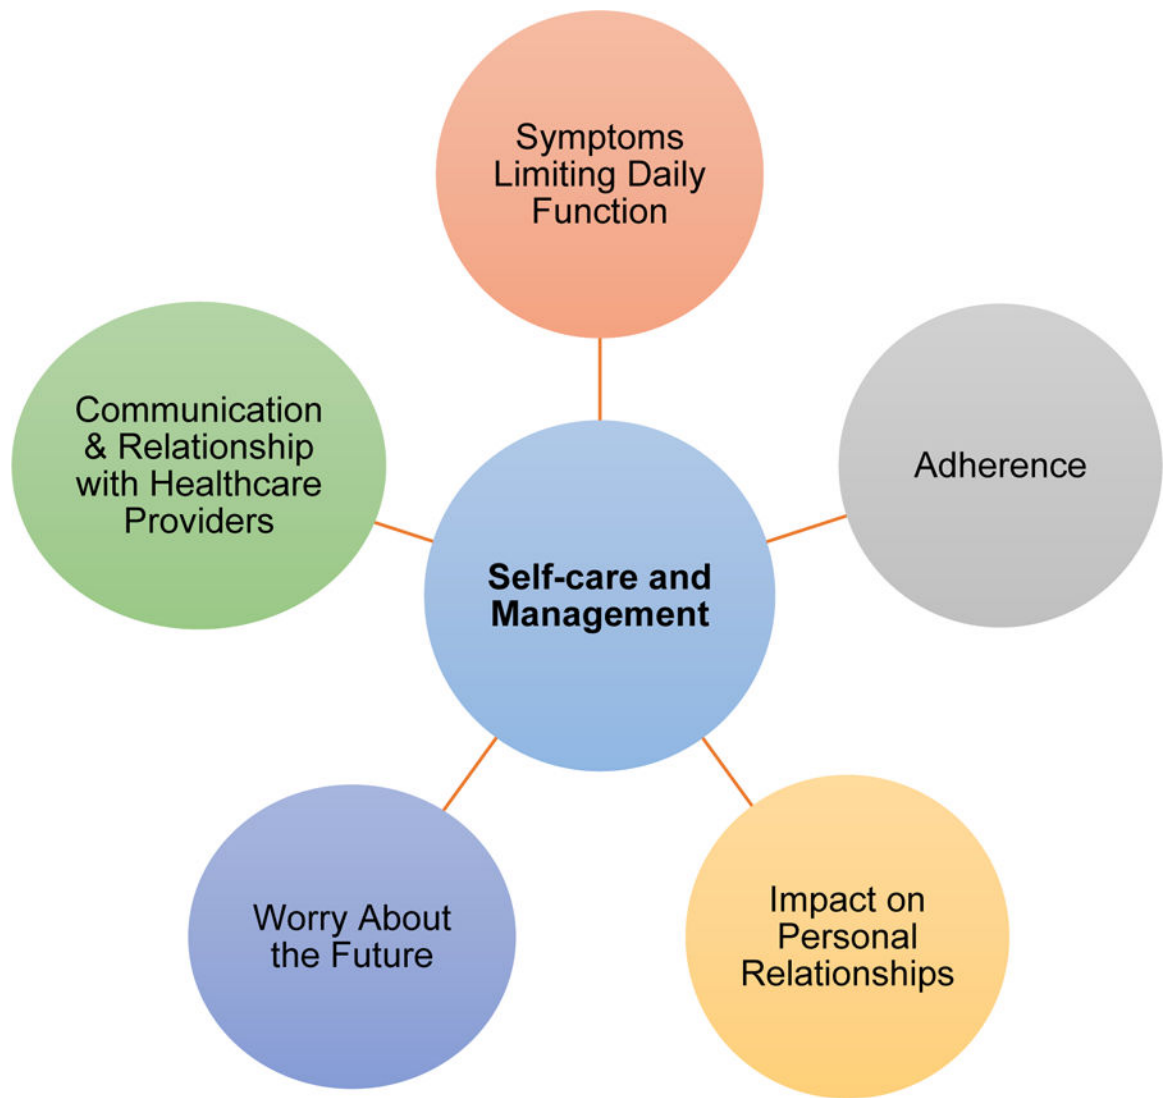 Symptoms
Limiting Daily
Function
Communication
& Relationship
with Healthcare
Providers
Adherence
Self-care and
Management
Worry About
the Future
Impact on
Personal
Relationships